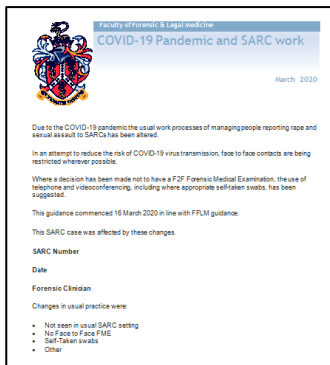 Faculty of Forensic & Legal Medicine
COVID-19 Pandemic and SARC work
March 2020
Due to the COVID-19 pandemic the usual work processes of managing people reporting rape and
sexual assault to SARCs has been altered.
In an attempt to reduce the risk of COVID-19 virus transmission, face to face contacts are being
restricted wherever possible.
Where a decision has been made not to have a F2F Forensic Medical Examination, the use of
telephone and videoconferencing, including where appropriate self-taken swabs, has been
suggested.
This guidance commenced 16 March 2020 in line with FFLM guidance.
This SARC case was affected by these changes.
SARC Number
Date
Forensic Clinician
Changes in usual practice were:
• Not seen in usual SARC setting
• No Face to Face FME
• Self-Taken swabs
• Other